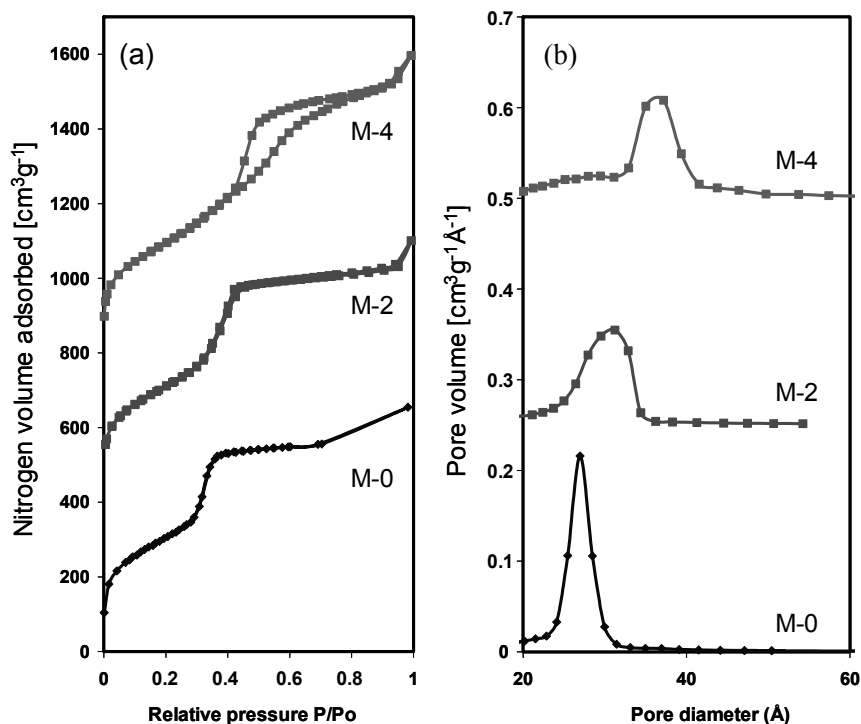 (a)
Nitrogen volume adsorbed [cm³g⁻¹]
1600
1400
1200
1000
800
600
400
200
0
M-4
M-2
M-0
0
0.2
0.4
0.6
0.8
1
Relative pressure P/Po
(b)
Pore volume [cm³g⁻¹Å⁻¹]
0.7
0.6
0.5
0.4
0.3
0.2
0.1
0
M-4
M-2
M-0
20
40
60
Pore diameter (Å)